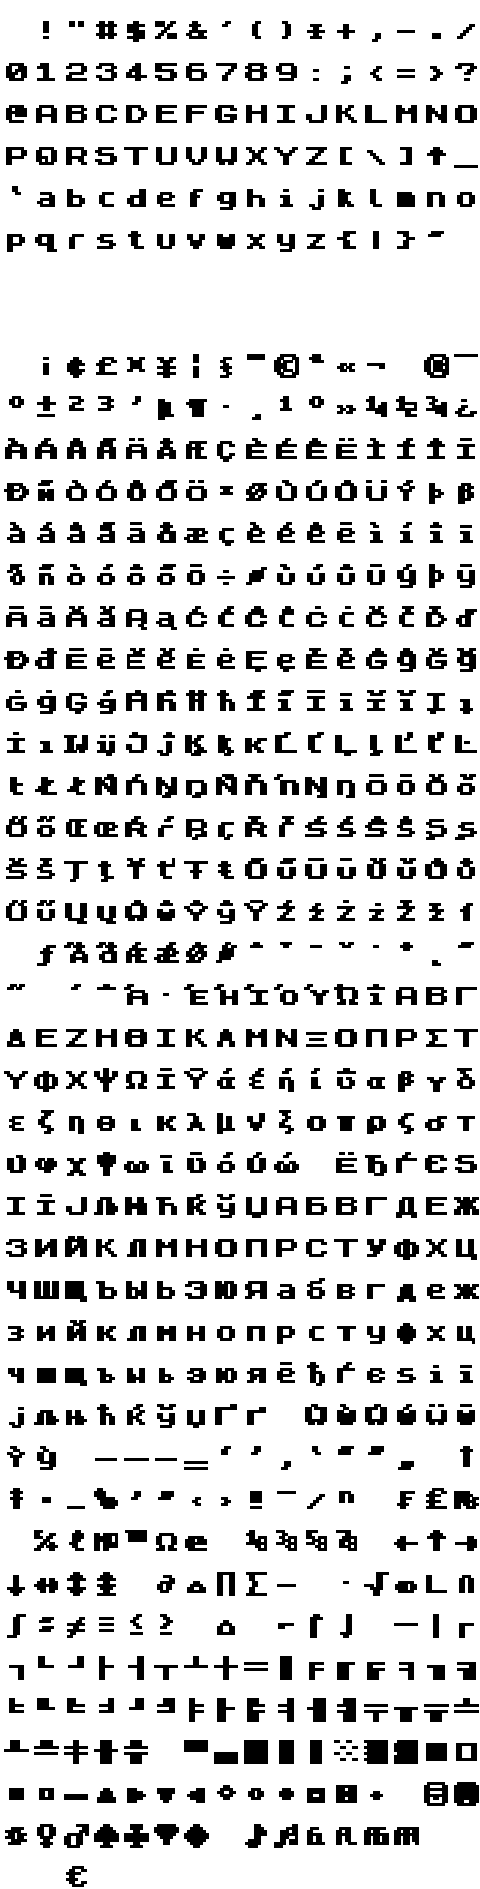 ! " # $ % & ´ ( ) * + , - . /
0 1 2 3 4 5 6 7 8 9 : ; < = > ?
@ A B C D E F G H I J K L M N O
P Q R S T U V W X Y Z [ \ ] ↑ _
` a b c d e f g h i j k l m n o
p q r s t u v w x y z { | } ~
¡ ¢ £ ¤ ¥ ¦ § ¨ © ª « ¬ ® ¯
° ± 2 3 ´ µ ¶ · ¸ 1 º » ¼ ½ ¾ ¿
À Á Â Ã Ä Å Æ Ç È É Ê Ë Ì Í Î Ï
Ð Ñ Ò Ó Ô Õ Ö × Ø Ù Ú Û Ü Ý Þ ß
à á â ã ä å æ ç è é ê ë ì í î ï
ð ñ ò ó ô õ ö ÷ ø ù ú û ü ý þ ÿ
Ā ā Ă ă Ą ą Ć ć Ĉ ĉ Ċ ċ Č č Ď ď
Đ đ Ē ē Ĕ ĕ Ė ė Ę ę Ě ě Ĝ ĝ Ğ ğ
Ġ ġ Ģ ģ Ĥ ĥ Ħ ħ Ĩ ĩ Ī ī Ĭ ĭ Į į
İ ı Ĳ ĳ Ĵ ĵ Ķ ķ ĸ Ĺ ĺ Ļ ļ Ľ ľ Ŀ
ŀ Ł ł Ń ń Ņ ņ Ň ň ŉ Ŋ ŋ Ō ō Ŏ ŏ
Ő ő Œ œ Ŕ ŕ Ŗ ŗ Ř ř Ś ś Ŝ ŝ Ş ş
Š š Ţ ţ Ť ť Ŧ ŧ Ũ ũ Ū ū Ŭ ŭ Ů ů
Ű ű Ų ų Ŵ ŵ Ŷ ŷ Ÿ Ź ź Ż ż Ž ž ſ
ƒ Ǻ ǻ Ǽ ǽ Ǿ ǿ ˆ ˇ ˉ ˘ ˙ ˚ ˛ ˜
˝ ΄ ΅ Ά · Έ Ή Ί Ό Ύ Ώ ΐ Α Β Γ
Δ Ε Ζ Η Θ Ι Κ Λ Μ Ν Ξ Ο Π Ρ Σ Τ
Υ Φ Χ Ψ Ω Ϊ Ϋ ά έ ή ί ΰ α β γ δ
ε ζ η θ ι κ λ μ ν ξ ο π ρ ς σ τ
υ φ χ ψ ω ϊ ϋ ό ύ ώ Ё Ђ Ѓ Є Ѕ
І Ї Ј Љ Њ Ћ Ќ Ў Џ А Б В Г Д Е Ж
З И Й К Л М Н О П Р С Т У Ф Х Ц
Ч Ш Щ Ъ Ы Ь Э Ю Я а б в г д е ж
з и й к л м н о п р с т у ф х ц
ч ш щ ъ ы ь э ю я ё ђ ѓ є ѕ і ї
ј љ њ ћ ќ ў џ Ґ ґ Ẁ ẁ Ẃ ẃ Ẅ ẅ
Ỳ ỳ – — ― ‗ ‘ ’ ‚ ‛ “ ” „ †
‡ • … ‰ ′ ″ ‹ › ‼ ‾ ⁄ ⁿ ₣ ₤ ₧
℅ ℓ № ™ Ω ℮ ⅛ ⅜ ⅝ ⅞ ← ↑ →
↓ ↔ ↕ ↨ ∂ ∆ ∏ ∑ − ∙ √ ∞ ∟ ∩
∫ ≈ ≠ ≡ ≤ ≥ ⌂ ⌐ ⌠ ⌡ ─ │ ┌
┐ └ ┘ ├ ┤ ┬ ┴ ┼ ═ ║ ╒ ╓ ╔ ╕ ╖ ╗
╘ ╙ ╚ ╛ ╜ ╝ ╞ ╟ ╠ ╡ ╢ ╣ ╤ ╥ ╦ ╧
╨ ╩ ╪ ╫ ╬ ▀ ▄ █ ▌ ▐ ░ ▒ ▓ ■ □
▪ ▫ ▬ ▲ ► ▼ ◄ ◊ ○ ● ◘ ◙ ◦ ☺ ☻
☼ ♀ ♂ ♠ ♣ ♥ ♦ ♪ ♫ ﬁ ﬂ
€